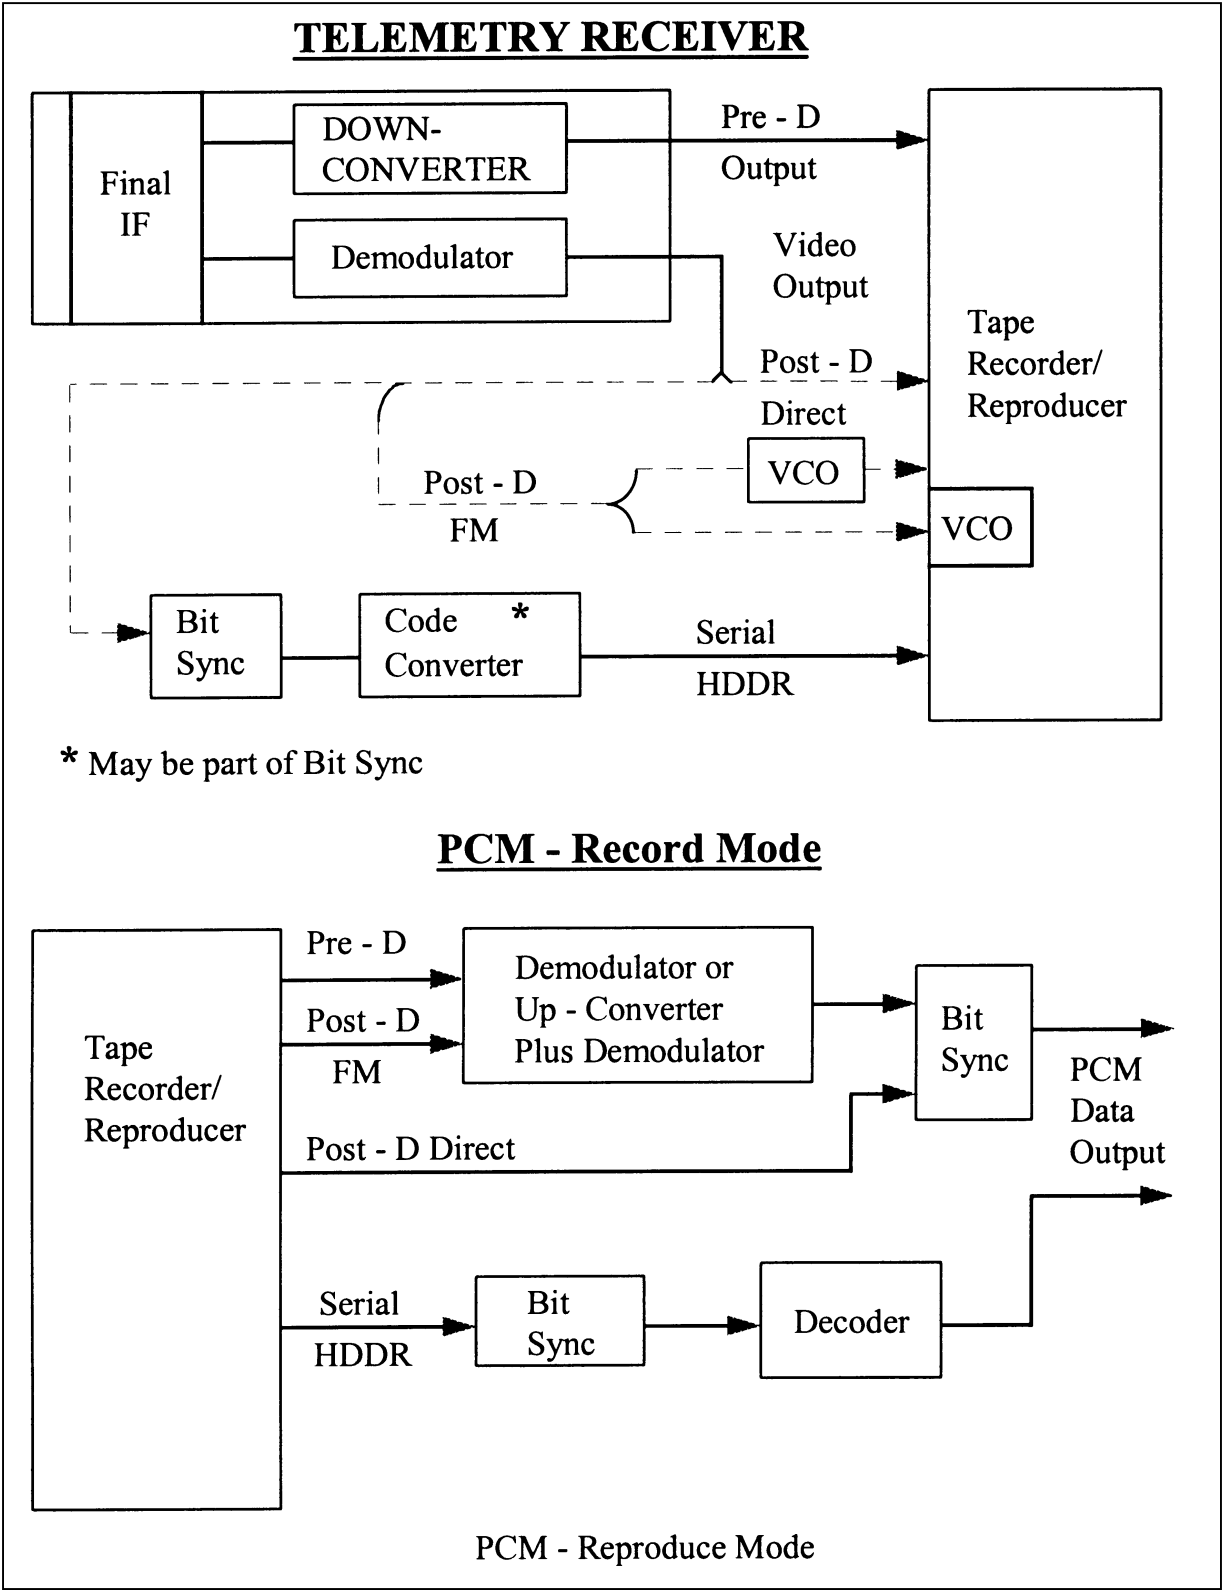 TELEMETRY RECEIVER
Final
IF
DOWN-
CONVERTER
Demodulator
Pre - D
Output
Video
Output
Post - D
Direct
Tape
Recorder/
Reproducer
Post - D
FM
VCO
VCO
Bit
Sync
Code *
Converter
Serial
HDDR
* May be part of Bit Sync
PCM - Record Mode
Tape
Recorder/
Reproducer
Pre - D
Post - D
FM
Demodulator or
Up - Converter
Plus Demodulator
Bit
Sync
PCM
Data
Output
Post - D Direct
Serial
HDDR
Bit
Sync
Decoder
PCM - Reproduce Mode